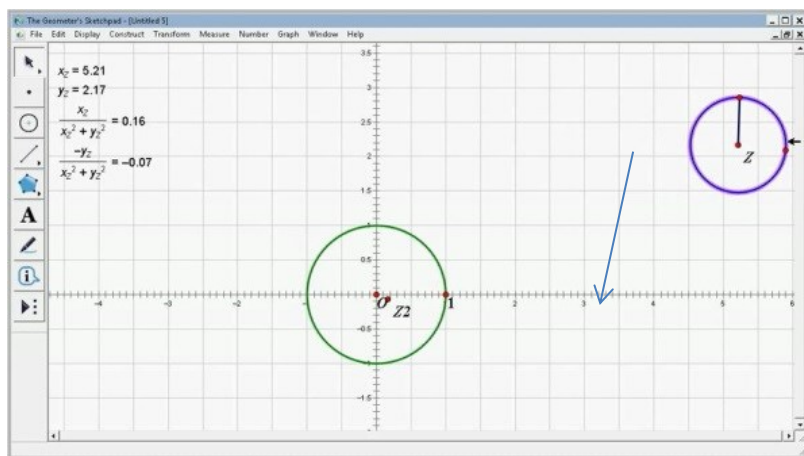 The Geometer's Sketchpad - [Untitled 5]
File Edit Display Construct Transform Measure Number Graph Window Help
x_Z = 5.21
y_Z = 2.17
x_Z / (x_Z² + y_Z²) = 0.16
-y_Z / (x_Z² + y_Z²) = -0.07
A
3.5
3
2.5
2
1.5
1
0.5
-4 -3 -2 -1 2 3 4 5 6
-0.5
-1
-1.5
O
Z2
1
Z